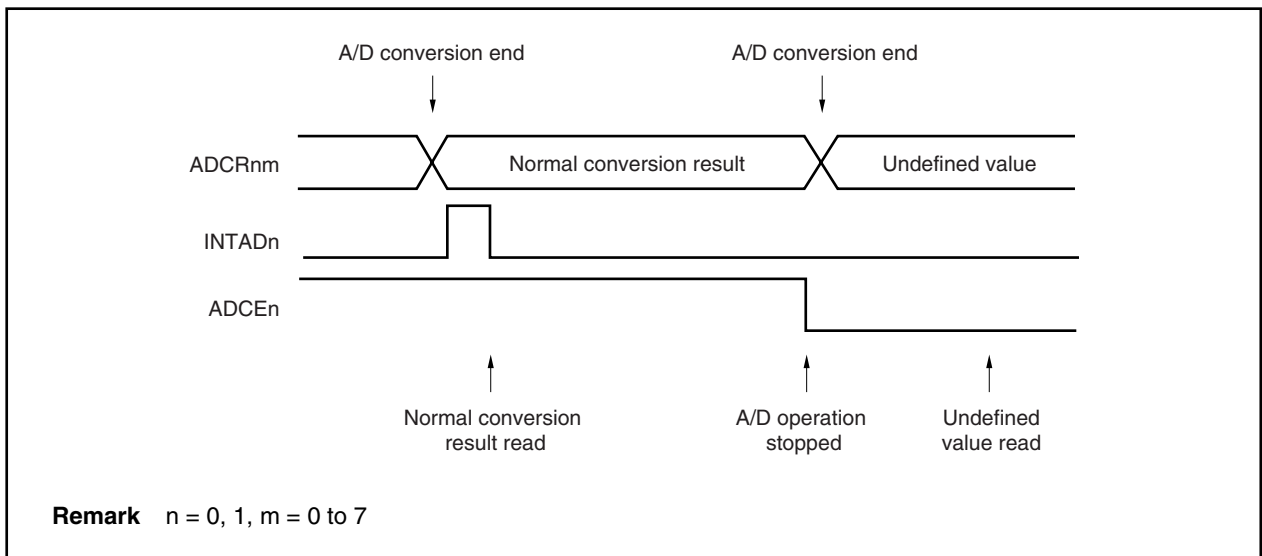 A/D conversion end
A/D conversion end
ADCRnm
Normal conversion result
Undefined value
INTADn
ADCEn
Normal conversion
result read
A/D operation
stopped
Undefined
value read
Remark n = 0, 1, m = 0 to 7